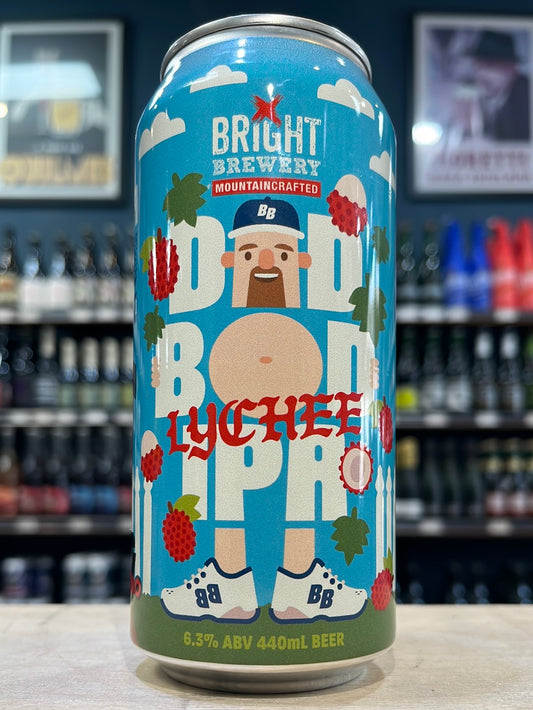 BRIGHT
BREWERY
MOUNTAINCRAFTED
BB
DAD
BOD
LYCHEE
IPA
BB BB
6.3% ABV 440mL BEER